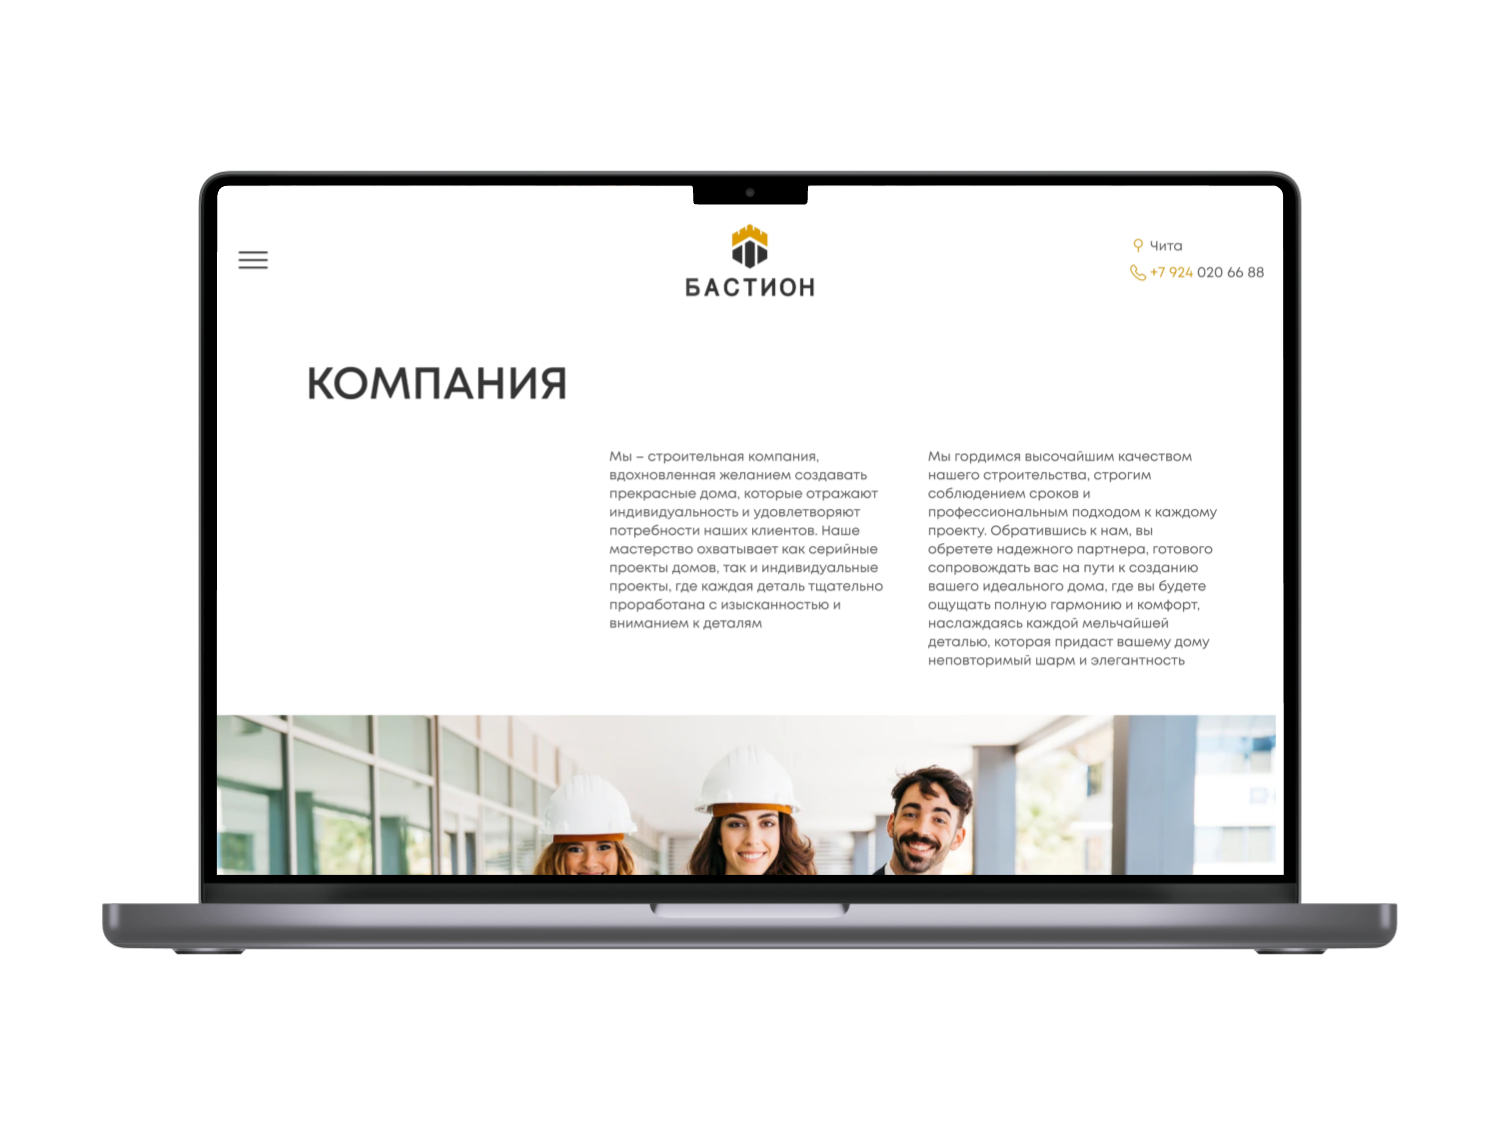 БАСТИОН
Чита
+7 924 020 66 88
КОМПАНИЯ
Мы – строительная компания,
вдохновленная желанием создавать
прекрасные дома, которые отражают
индивидуальность и удовлетворяют
потребности наших клиентов. Наше
мастерство охватывает как серийные
проекты домов, так и индивидуальные
проекты, где каждая деталь тщательно
проработана с изысканностью и
вниманием к деталям
Мы гордимся высочайшим качеством
нашего строительства, строгим
соблюдением сроков и
профессиональным подходом к каждому
проекту. Обратившись к нам, вы
обретете надежного партнера, готового
сопровождать вас на пути к созданию
вашего идеального дома, где вы будете
ощущать полную гармонию и комфорт,
наслаждаясь каждой мельчайшей
деталью, которая придаст вашему дому
неповторимый шарм и элегантность